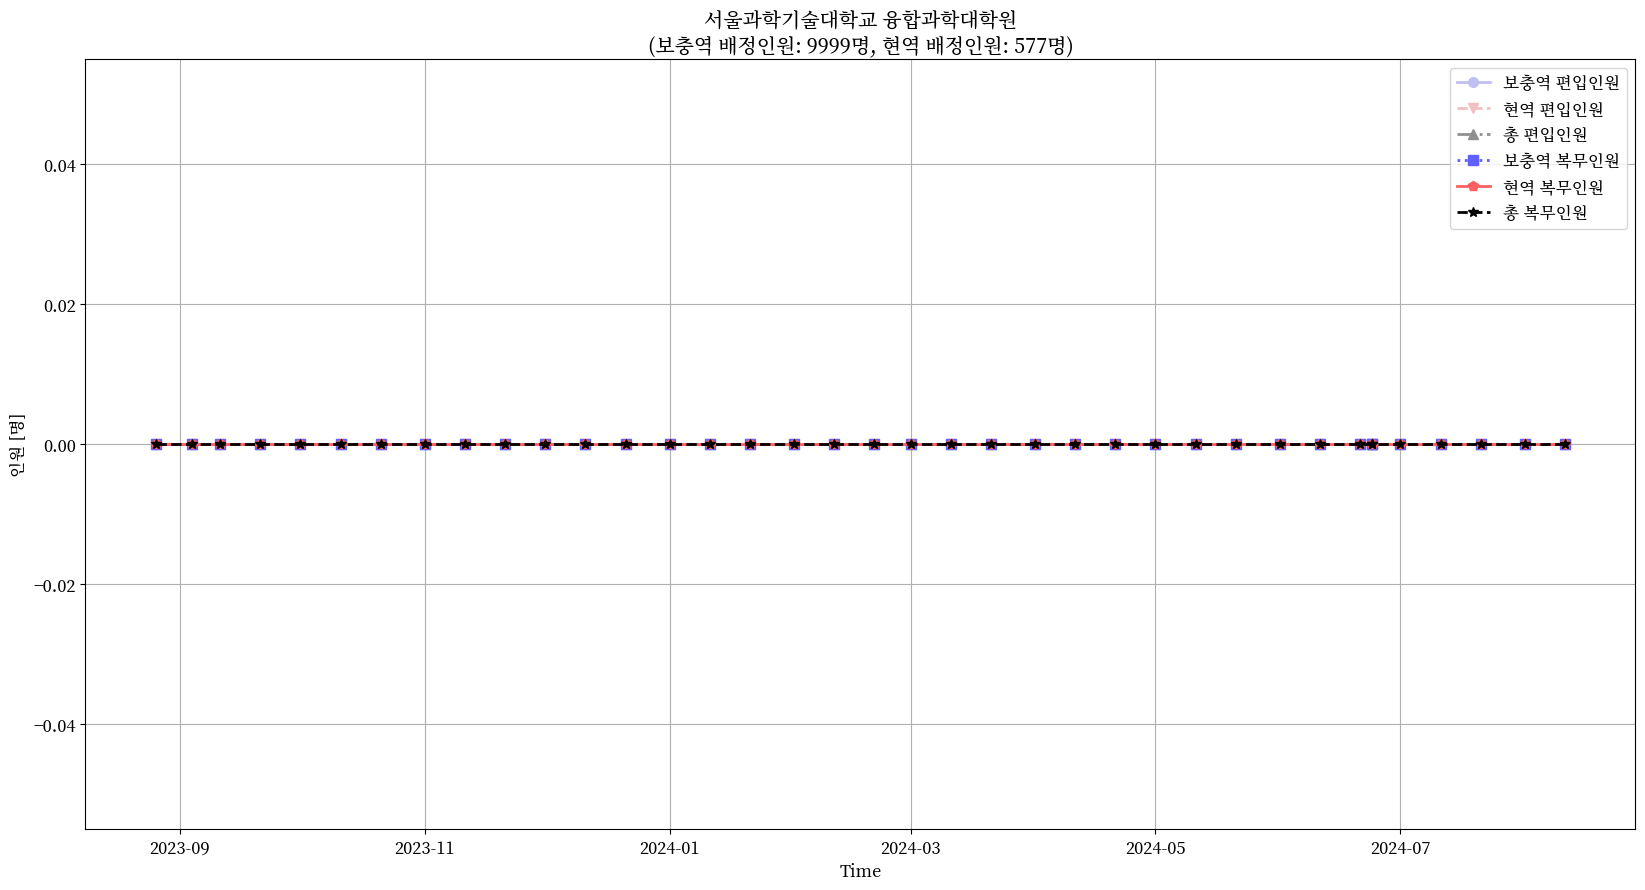 서울과학기술대학교 융합과학대학원
(보충역 배정인원: 9999명, 현역 배정인원: 577명)
보충역 편입인원
현역 편입인원
총 편입인원
보충역 복무인원
현역 복무인원
총 복무인원
0.04
0.02
0.00
−0.02
−0.04
인원 [명]
2023-09 2023-11 2024-01 2024-03 2024-05 2024-07
Time